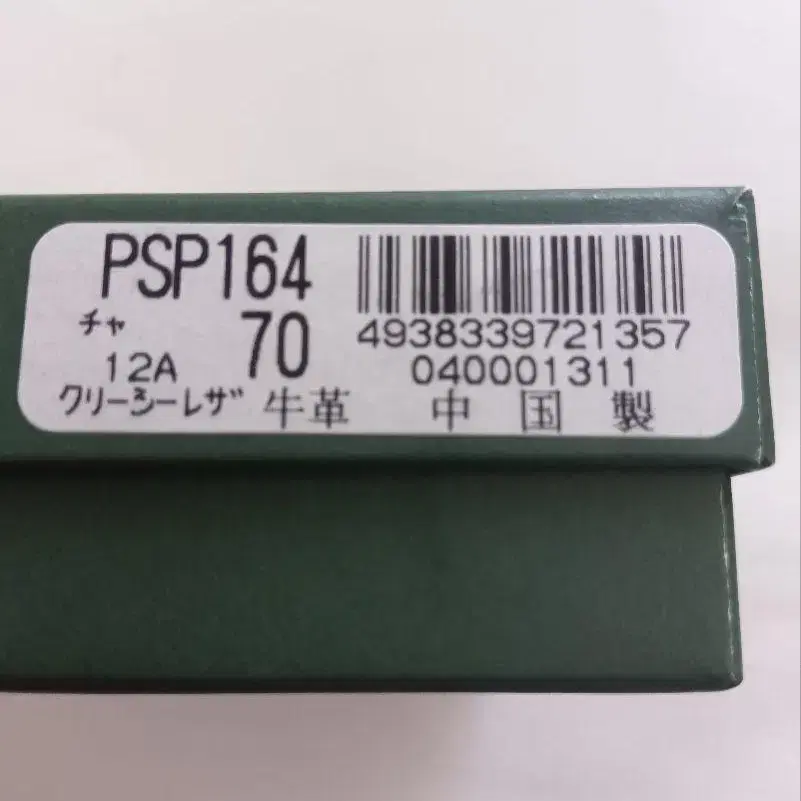 PSP164
ﾁｬ 70
12A
4938339721357
040001311
ｸﾘｰｼｰﾚｻﾞ 牛革 中国製